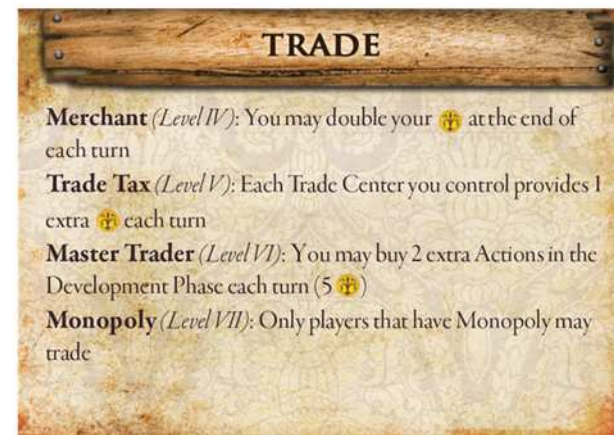 TRADE
Merchant (Level IV): You may double your at the end of
each turn
Trade Tax (Level V): Each Trade Center you control provides 1
extra each turn
Master Trader (Level VI): You may buy 2 extra Actions in the
Development Phase each turn (5 )
Monopoly (Level VII): Only players that have Monopoly may
trade